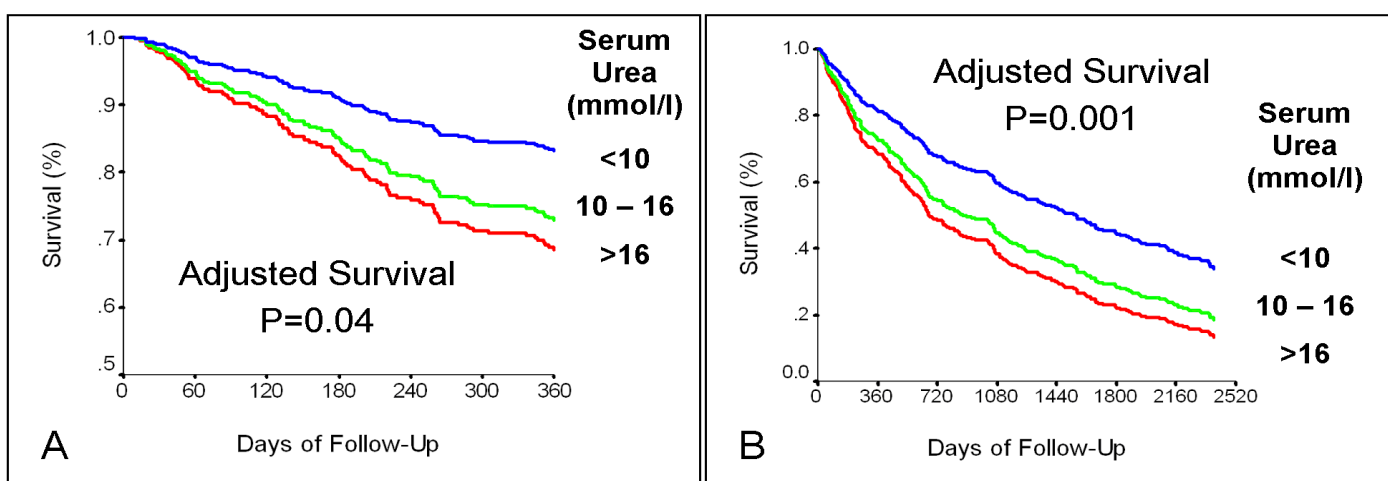 Serum
Urea
(mmol/l)
<10
10 – 16
>16
Adjusted Survival
P=0.04
Survival (%)
1.0
.9
.8
.7
.6
.5
0 60 120 180 240 300 360
Days of Follow-Up
A
Adjusted Survival
P=0.001
Serum
Urea
(mmol/l)
<10
10 – 16
>16
Survival (%)
1.0
.8
.6
.4
.2
0.0
0 360 720 1080 1440 1800 2160 2520
Days of Follow-Up
B